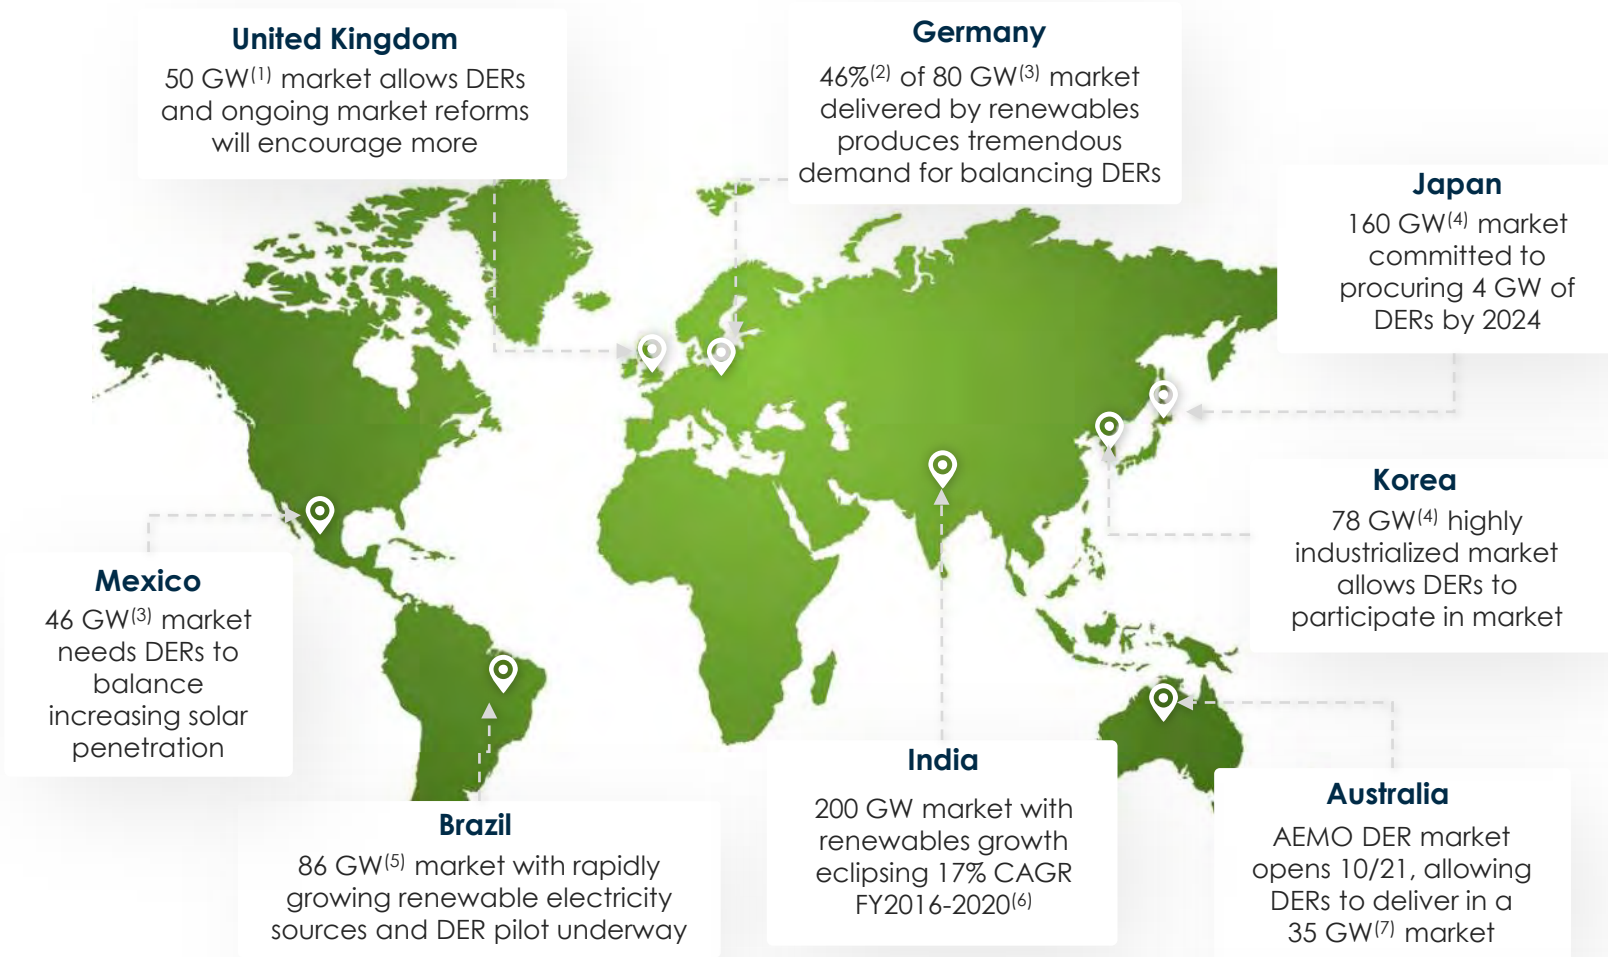 United Kingdom
50 GW(1) market allows DERs
and ongoing market reforms
will encourage more
Germany
46%(2) of 80 GW(3) market
delivered by renewables
produces tremendous
demand for balancing DERs
Japan
160 GW(4) market
committed to
procuring 4 GW of
DERs by 2024
Korea
78 GW(4) highly
industrialized market
allows DERs to
participate in market
Mexico
46 GW(3) market
needs DERs to
balance
increasing solar
penetration
Brazil
86 GW(5) market with rapidly
growing renewable electricity
sources and DER pilot underway
India
200 GW market with
renewables growth
eclipsing 17% CAGR
FY2016-2020(6)
Australia
AEMO DER market
opens 10/21, allowing
DERs to deliver in a
35 GW(7) market